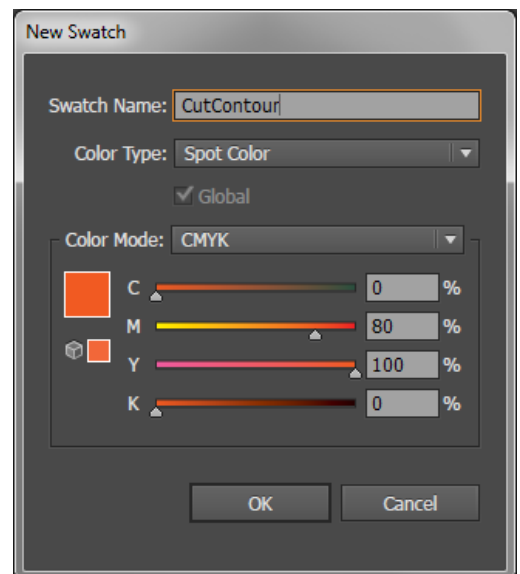 New Swatch
Swatch Name: CutContour
Color Type: Spot Color
Global
Color Mode: CMYK
C 0 %
M 80 %
Y 100 %
K 0 %
OK Cancel